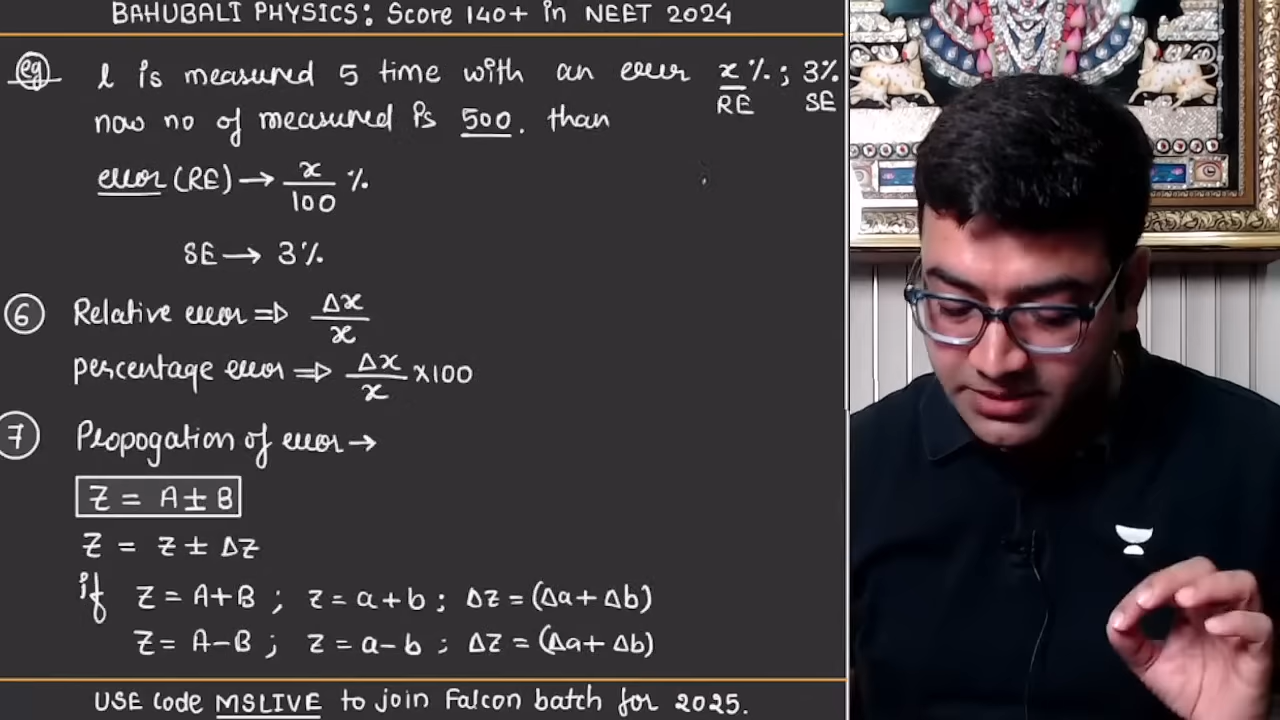 BAHUBALI PHYSICS: Score 140+ in NEET 2024
eg l is measured 5 time with an error x %. ; 3%.
RE SE
now no of measured is 500. than
error (RE) → x/100 %.
SE → 3%.
6 Relative error ⇒ Δx/x
percentage error ⇒ Δx/x ×100
7 Propogation of error →
Z = A ± B
Z = z ± Δz
if Z = A+B ; z = a+b ; Δz = (Δa + Δb)
Z = A−B ; z = a−b ; Δz = (Δa + Δb)
USE Code MSLIVE to join Falcon batch for 2025.